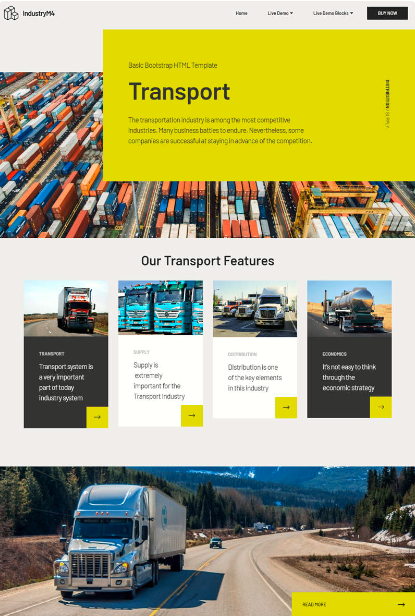 IndustryM4
Home
Live Demo
Live Demo Blocks
BUY NOW
Basic Bootstrap HTML Template
Transport
The transportation industry is among the most competitive
industries. Many business battles to endure. Nevertheless, some
companies are successful at staying in advance of the competition.
DISTRIBUTION
Our Transport Features
TRANSPORT
Transport system is
a very important
part of today
industry system
SUPPLY
Supply is
extremely
important for the
Transport Industry
DISTRIBUTION
Distribution is one
of the key elements
in this industry
ECONOMICS
It's not easy to think
through the
economic strategy
READ MORE